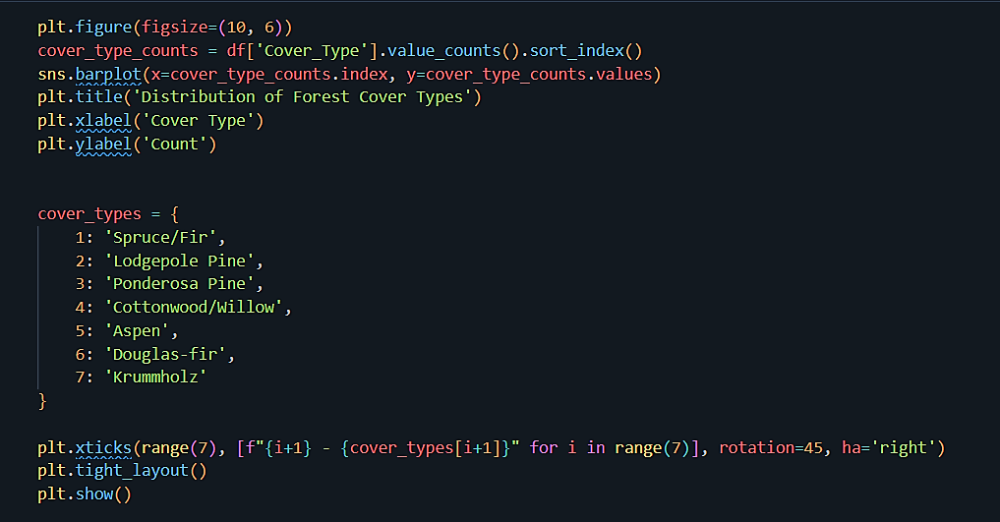 plt.figure(figsize=(10, 6))
cover_type_counts = df['Cover_Type'].value_counts().sort_index()
sns.barplot(x=cover_type_counts.index, y=cover_type_counts.values)
plt.title('Distribution of Forest Cover Types')
plt.xlabel('Cover Type')
plt.ylabel('Count')
cover_types = {
    1: 'Spruce/Fir',
    2: 'Lodgepole Pine',
    3: 'Ponderosa Pine',
    4: 'Cottonwood/Willow',
    5: 'Aspen',
    6: 'Douglas-fir',
    7: 'Krummholz'
}
plt.xticks(range(7), [f"{i+1} - {cover_types[i+1]}" for i in range(7)], rotation=45, ha='right')
plt.tight_layout()
plt.show()